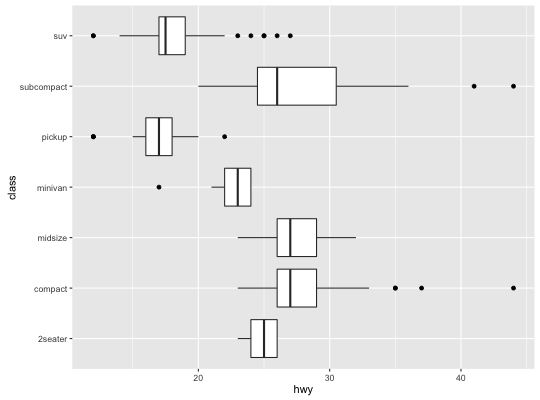 suv
subcompact
pickup
minivan
midsize
compact
2seater
class
20 30 40
hwy